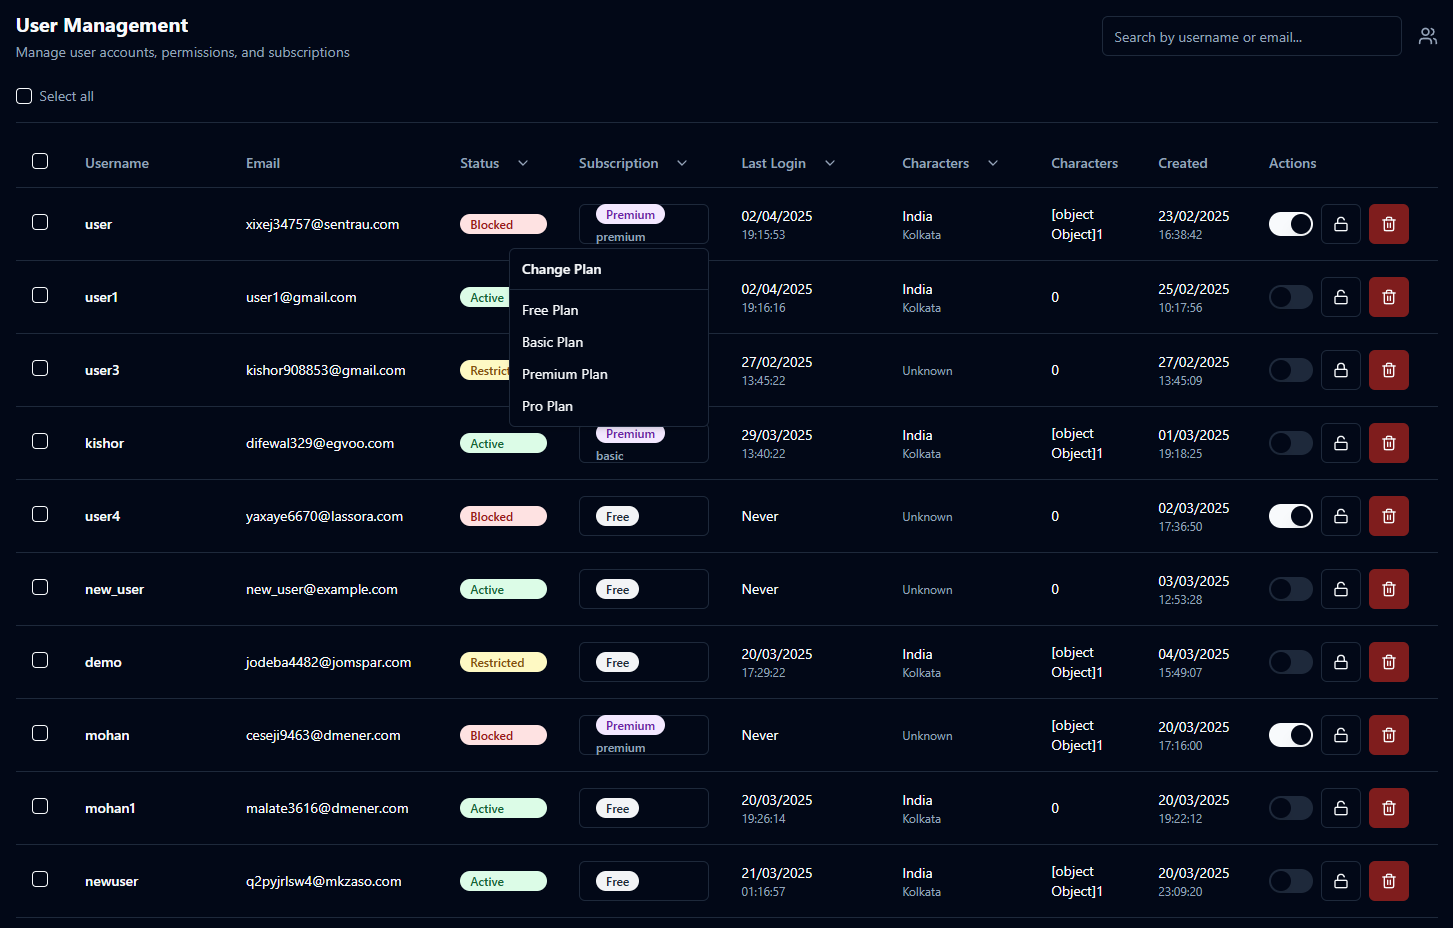 User Management
Manage user accounts, permissions, and subscriptions
Search by username or email...
Select all
Username Email Status Subscription Last Login Characters Characters Created Actions
user xixej34757@sentrau.com Blocked Premium premium 02/04/2025 19:15:53 India Kolkata [object Object]1 23/02/2025 16:38:42
Change Plan
Free Plan
Basic Plan
Premium Plan
Pro Plan
user1 user1@gmail.com Active 02/04/2025 19:16:16 India Kolkata 0 25/02/2025 10:17:56
user3 kishor908853@gmail.com Restrict 27/02/2025 13:45:22 Unknown 0 27/02/2025 13:45:09
kishor difewal329@egvoo.com Active Premium basic 29/03/2025 13:40:22 India Kolkata [object Object]1 01/03/2025 19:18:25
user4 yaxaye6670@lassora.com Blocked Free Never Unknown 0 02/03/2025 17:36:50
new_user new_user@example.com Active Free Never Unknown 0 03/03/2025 12:53:28
demo jodeba4482@jomspar.com Restricted Free 20/03/2025 17:29:22 India Kolkata [object Object]1 04/03/2025 15:49:07
mohan ceseji9463@dmener.com Blocked Premium premium Never Unknown [object Object]1 20/03/2025 17:16:00
mohan1 malate3616@dmener.com Active Free 20/03/2025 19:26:14 India Kolkata 0 20/03/2025 19:22:12
newuser q2pyjrlsw4@mkzaso.com Active Free 21/03/2025 01:16:57 India Kolkata [object Object]1 20/03/2025 23:09:20